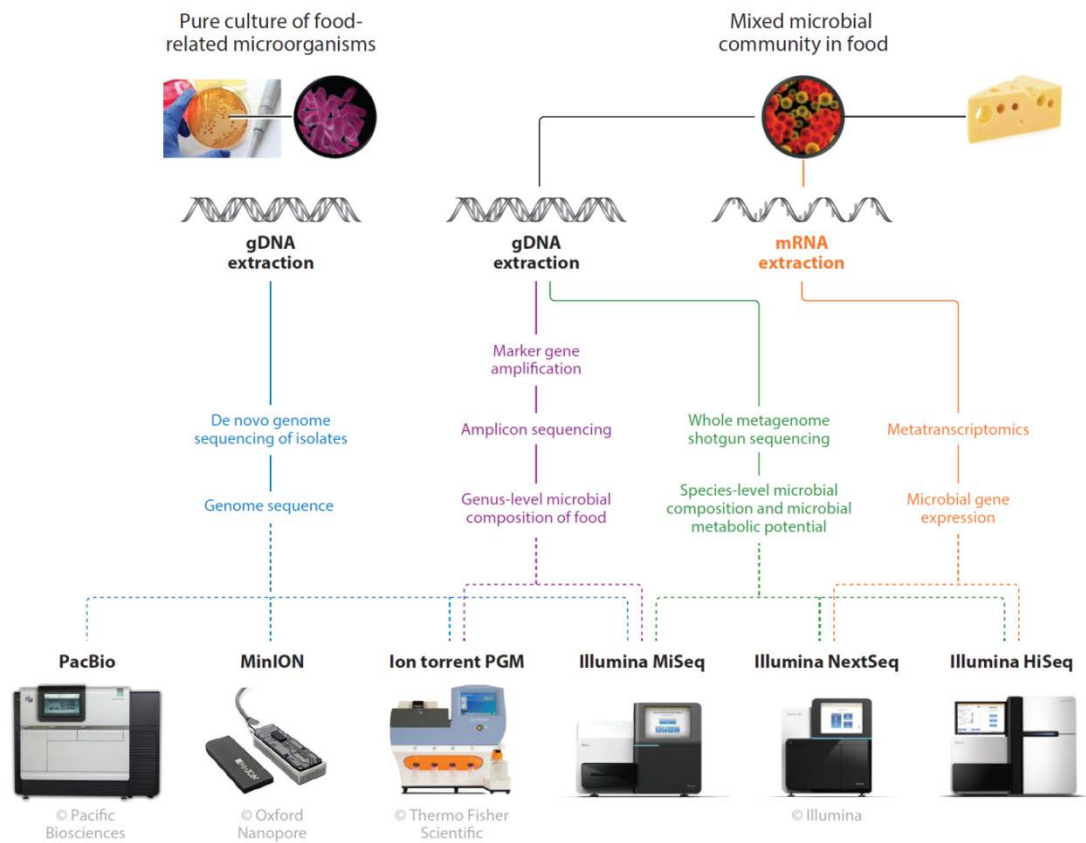 Pure culture of food-
related microorganisms
Mixed microbial
community in food
gDNA
extraction
gDNA
extraction
mRNA
extraction
Marker gene
amplification
De novo genome
sequencing of isolates
Amplicon sequencing
Whole metagenome
shotgun sequencing
Metatranscriptomics
Genome sequence
Genus-level microbial
composition of food
Species-level microbial
composition and microbial
metabolic potential
Microbial gene
expression
PacBio
MinION
Ion torrent PGM
Illumina MiSeq
Illumina NextSeq
Illumina HiSeq
MinION
© Pacific
Biosciences
© Oxford
Nanopore
© Thermo Fisher
Scientific
© Illumina